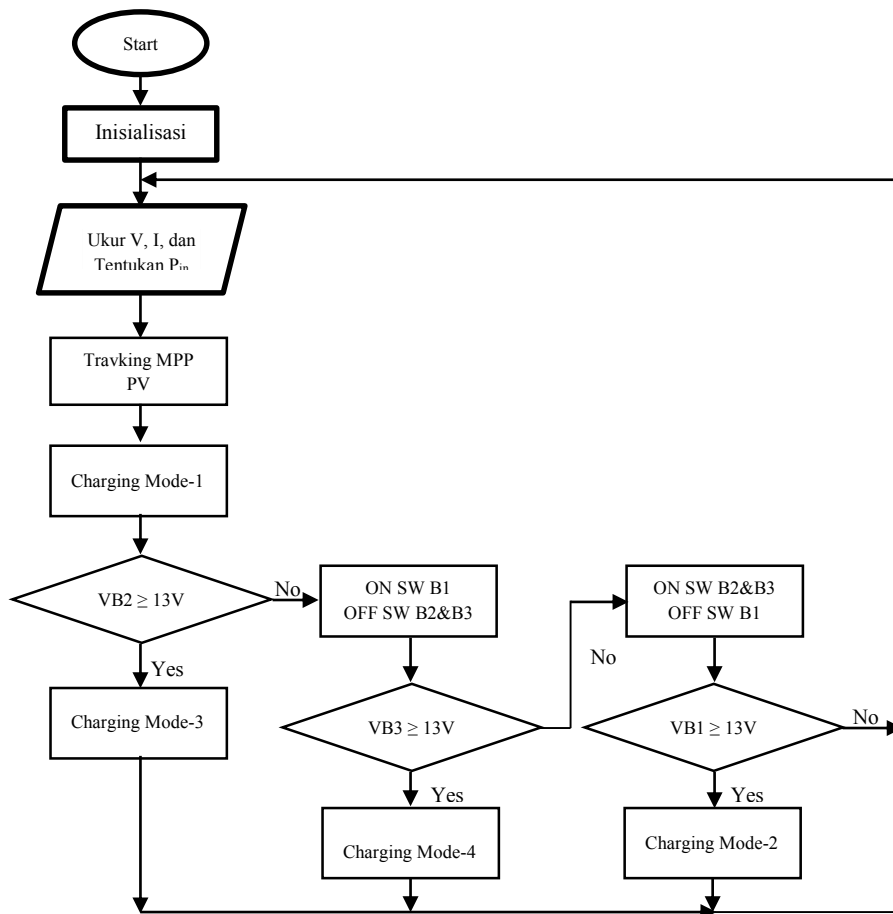 Start
Inisialisasi
Ukur V, I, dan
Tentukan Pin
Travking MPP
PV
Charging Mode-1
VB2 ≥ 13V
No
ON SW B1
OFF SW B2&B3
ON SW B2&B3
OFF SW B1
Yes
No
Charging Mode-3
VB3 ≥ 13V
VB1 ≥ 13V
No
Yes
Yes
Charging Mode-4
Charging Mode-2